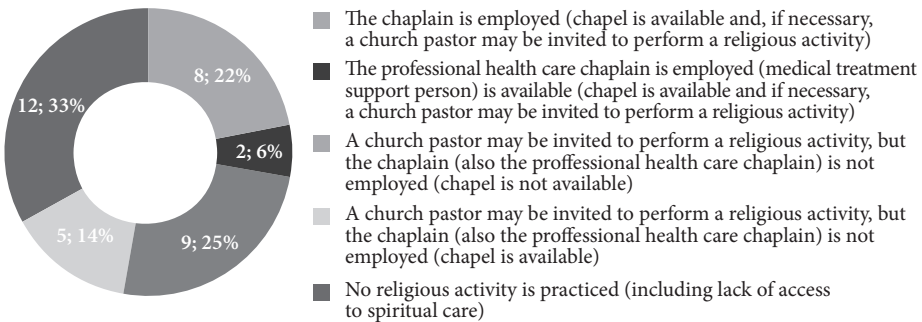 8; 22%
2; 6%
9; 25%
5; 14%
12; 33%
The chaplain is employed (chapel is available and, if necessary,
a church pastor may be invited to perform a religious activity)
The professional health care chaplain is employed (medical treatment
support person) is available (chapel is available and if necessary,
a church pastor may be invited to perform a religious activity)
A church pastor may be invited to perform a religious activity, but
the chaplain (also the proffessional health care chaplain) is not
employed (chapel is not available)
A church pastor may be invited to perform a religious activity, but
the chaplain (also the proffessional health care chaplain) is not
employed (chapel is available)
No religious activity is practiced (including lack of access
to spiritual care)